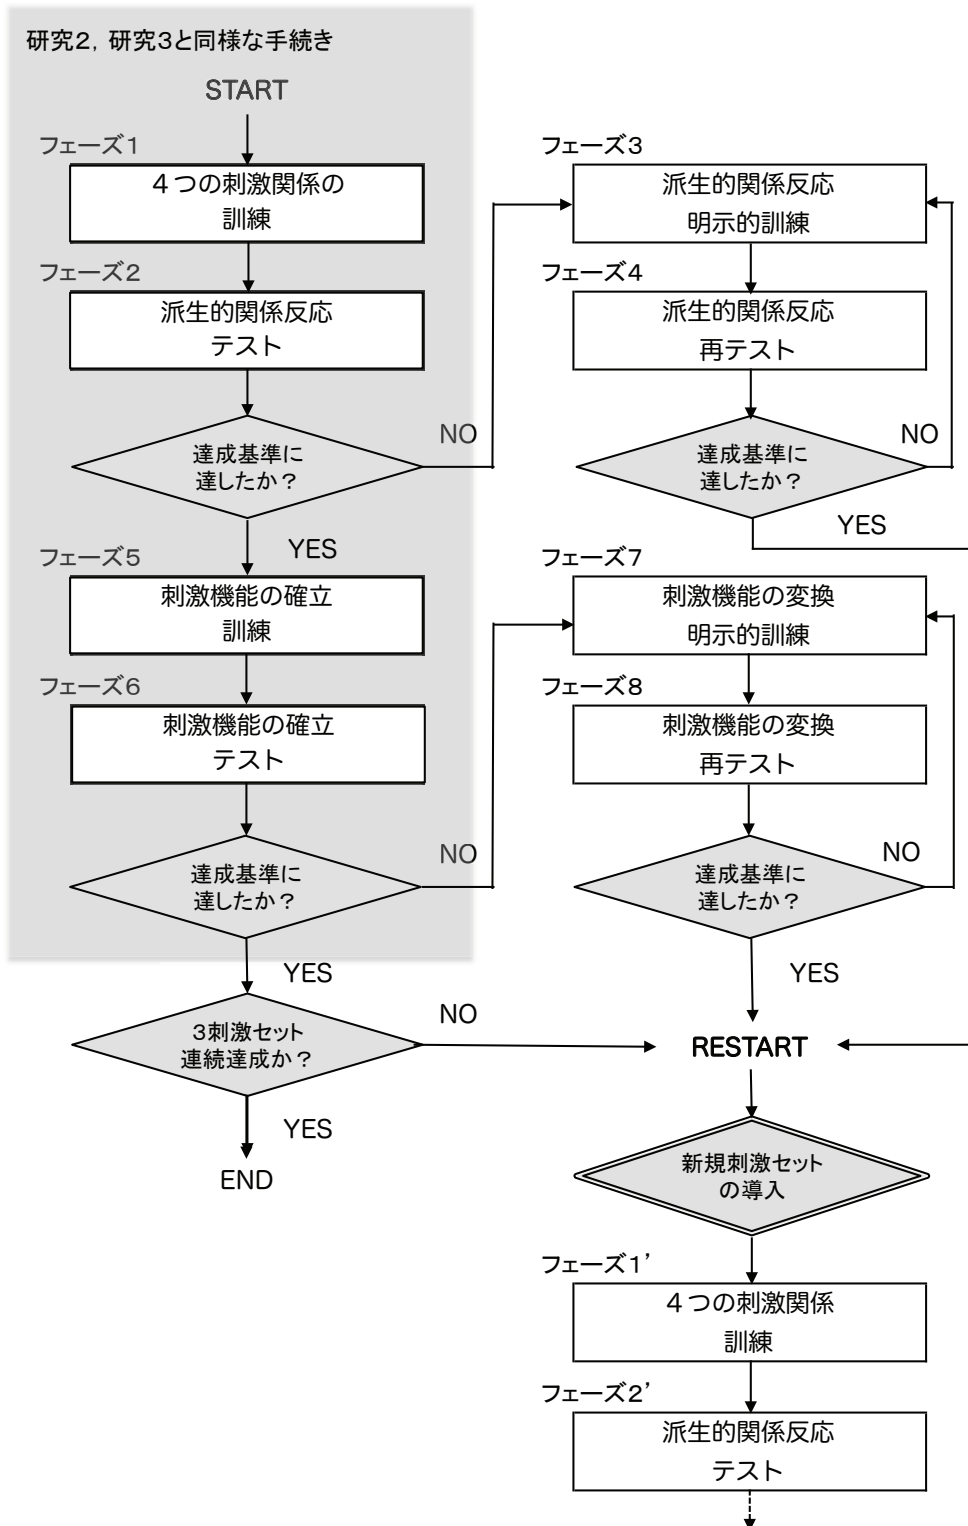 研究2, 研究3と同様な手続き
START
フェーズ1
4つの刺激関係の
訓練
フェーズ2
派生的関係反応
テスト
達成基準に
達したか?
NO
YES
フェーズ5
刺激機能の確立
訓練
フェーズ6
刺激機能の確立
テスト
達成基準に
達したか?
NO
YES
3刺激セット
連続達成か?
NO
YES
END
フェーズ3
派生的関係反応
明示的訓練
フェーズ4
派生的関係反応
再テスト
達成基準に
達したか?
NO
YES
フェーズ7
刺激機能の変換
明示的訓練
フェーズ8
刺激機能の変換
再テスト
達成基準に
達したか?
NO
YES
RESTART
新規刺激セット
の導入
フェーズ1’
4つの刺激関係
訓練
フェーズ2’
派生的関係反応
テスト